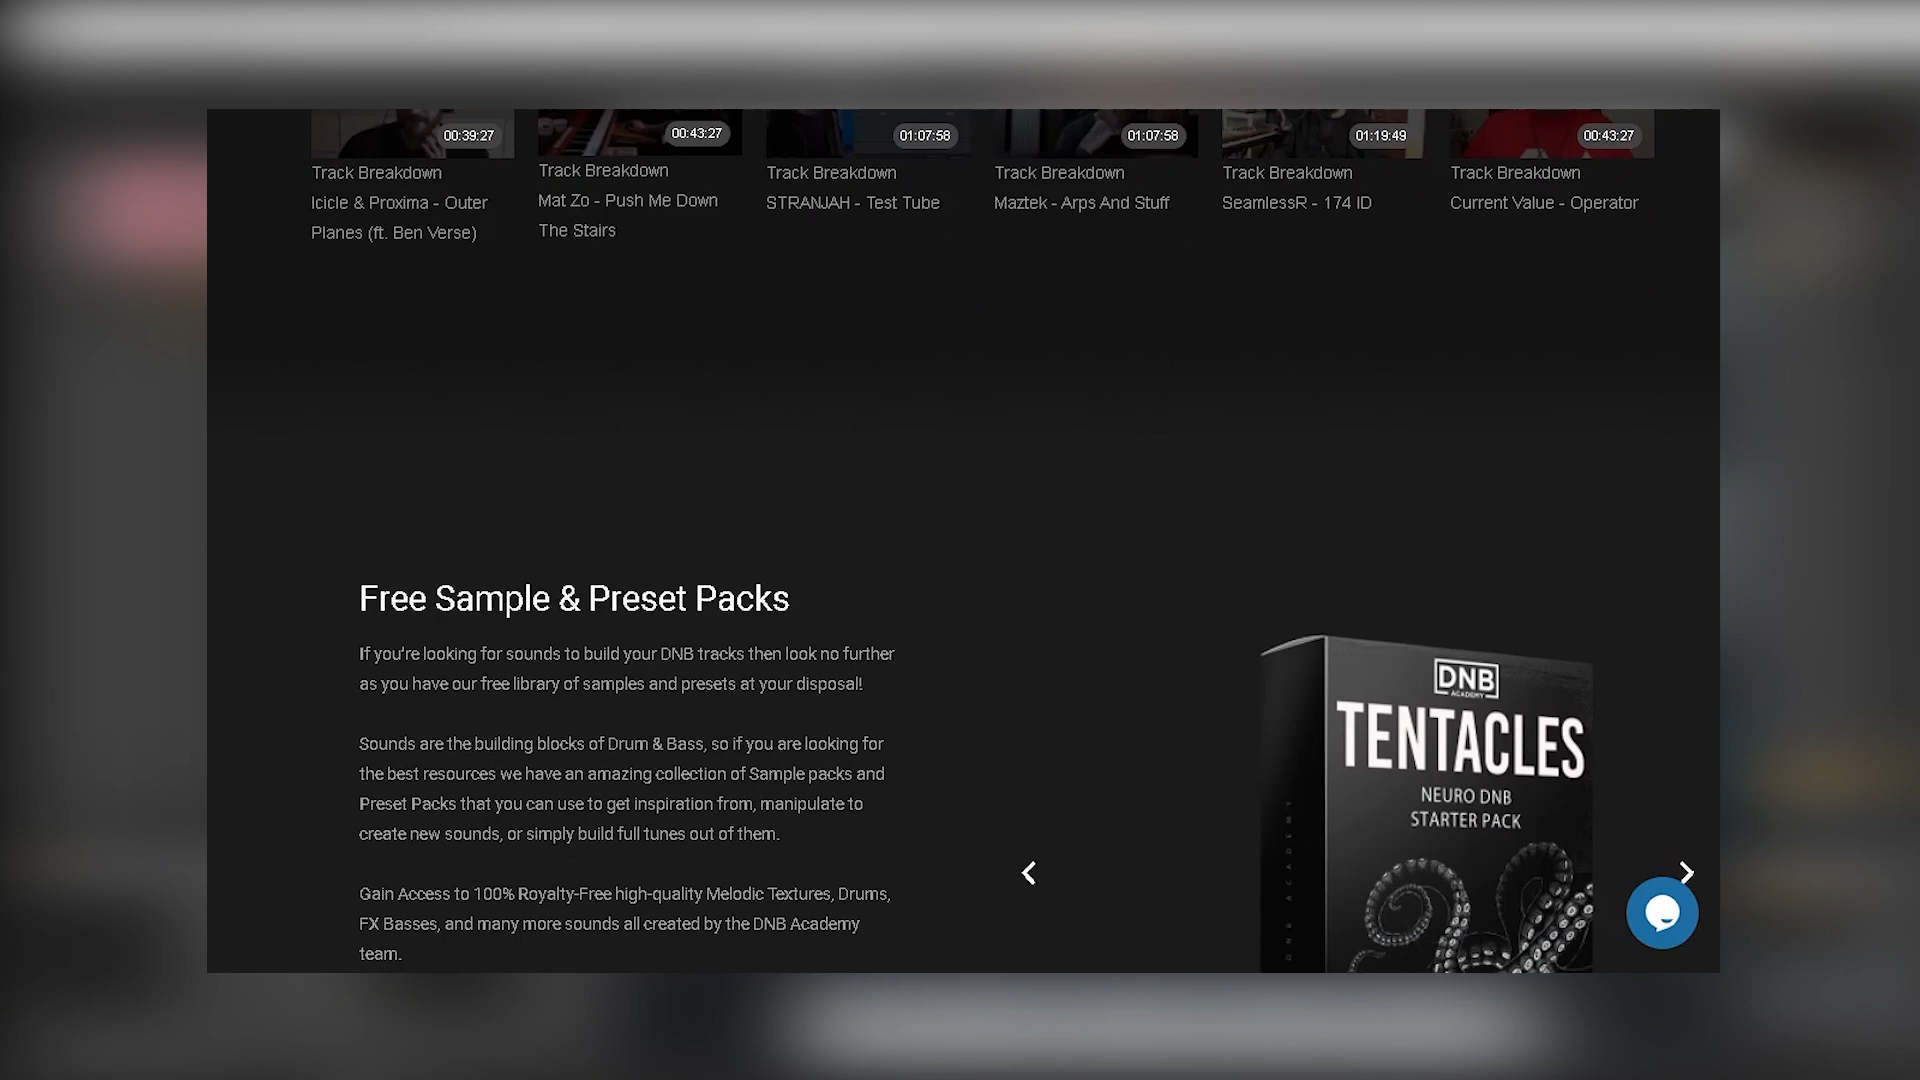 00:39:27
00:43:27
01:07:58
01:07:58
01:19:49
00:43:27
Track Breakdown
Icicle & Proxima - Outer
Planes (ft. Ben Verse)
Track Breakdown
Mat Zo - Push Me Down
The Stairs
Track Breakdown
STRANJAH - Test Tube
Track Breakdown
Maztek - Arps And Stuff
Track Breakdown
SeamlessR - 174 ID
Track Breakdown
Current Value - Operator
Free Sample & Preset Packs
If you're looking for sounds to build your DNB tracks then look no further
as you have our free library of samples and presets at your disposal!
Sounds are the building blocks of Drum & Bass, so if you are looking for
the best resources we have an amazing collection of Sample packs and
Preset Packs that you can use to get inspiration from, manipulate to
create new sounds, or simply build full tunes out of them.
Gain Access to 100% Royalty-Free high-quality Melodic Textures, Drums,
FX Basses, and many more sounds all created by the DNB Academy
team.
DNB
ACADEMY
TENTACLES
NEURO DNB
STARTER PACK
DNB ACADEMY